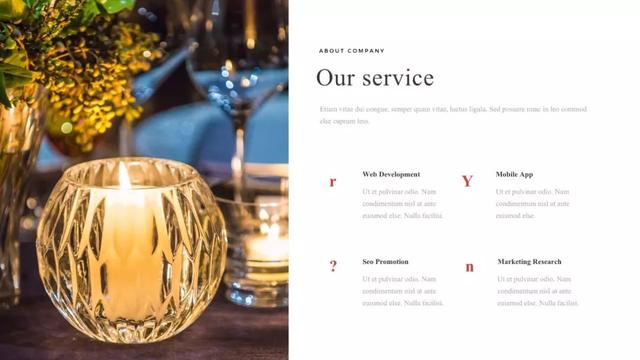 ABOUT COMPANY
Our service
Etiam vitae dui congue, semper quam vitae, luctus ligula. Sed posuere nunc in leo commod
else cuprum leos.
r
Web Development
Ut et pulvinar odio. Nam
condimentum nisl at ante
euismod else. Nulla facilisi.
Y
Mobile App
Ut et pulvinar odio. Nam
condimentum nisl at ante
euismod else.
?
Seo Promotion
Ut et pulvinar odio. Nam
condimentum nisl at ante
euismod else. Nulla facilisi.
n
Marketing Research
Ut et pulvinar odio. Nam
condimentum nisl at ante
euismod else. Nulla facilisi.